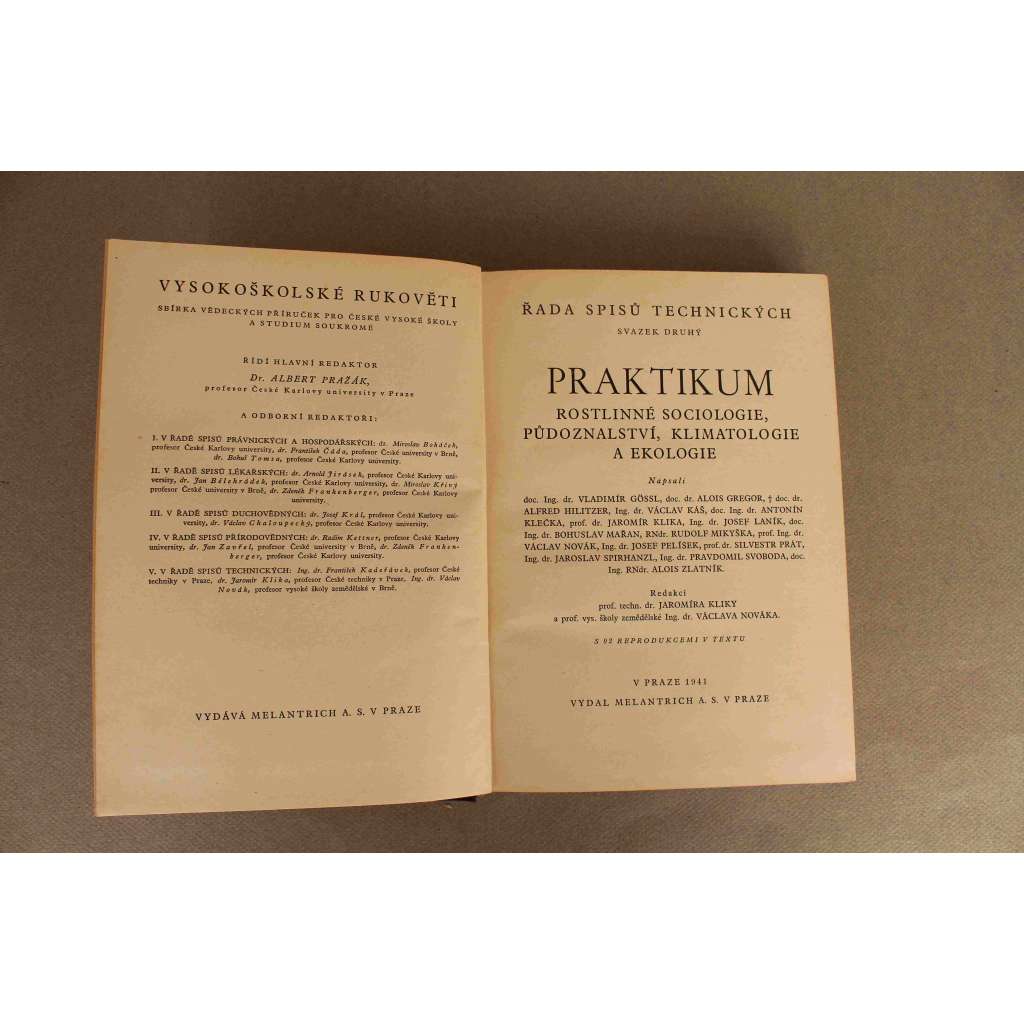 VYSOKOŠKOLSKÉ RUKOVĚTI
SBÍRKA VĚDECKÝCH PŘÍRUČEK PRO ČESKÉ VYSOKÉ ŠKOLY
A STUDIUM SOUKROMÉ
ŘÍDÍ HLAVNÍ REDAKTOR
Dr. ALBERT PRAŽÁK,
profesor České Karlovy university v Praze
A ODBORNÍ REDAKTOŘI:
I. V ŘADĚ SPISŮ PRÁVNICKÝCH A HOSPODÁŘSKÝCH: dr. Miroslav Boháček,
profesor České Karlovy university, dr. František Čáda, profesor České university v Brně,
dr. Bohuš Tomsa, profesor České Karlovy university.
II. V ŘADĚ SPISŮ LÉKAŘSKÝCH: dr. Arnold Jirásek, profesor České Karlovy uni-
versity, dr. Jan Bělehrádek, profesor České Karlovy university, dr. Miroslav Křivý
profesor České university v Brně, dr. Zdeněk Frankenberger, profesor České Karlovy
university.
III. V ŘADĚ SPISŮ DUCHOVĚDNÝCH: dr. Josef Král, profesor České Karlovy uni-
versity, dr. Václav Chaloupecký, profesor České Karlovy university.
IV. V ŘADĚ SPISŮ PŘÍRODOVĚDNÝCH: dr. Radim Kettner, profesor České Karlovy
university, dr. Jan Zavřel, profesor České university v Brně, dr. Zdeněk Franken-
berger, profesor České Karlovy university.
V. V ŘADĚ SPISŮ TECHNICKÝCH: Ing. dr. František Kadeřávek, profesor České
techniky v Praze, dr. Jaromír Klika, profesor České techniky v Praze, Ing. dr. Václav
Novák, profesor vysoké školy zemědělské v Brně.
VYDÁVÁ MELANTRICH A. S. V PRAZE
ŘADA SPISŮ TECHNICKÝCH
SVAZEK DRUHÝ
PRAKTIKUM
ROSTLINNÉ SOCIOLOGIE,
PŮDOZNALSTVÍ, KLIMATOLOGIE
A EKOLOGIE
Napsali
doc. Ing. dr. VLADIMÍR GÖSSL, doc. dr. ALOIS GREGOR, † doc. dr.
ALFRED HILITZER, Ing. dr. VÁCLAV KÁŠ, doc. Ing. dr. ANTONÍN
KLEČKA, prof. dr. JAROMÍR KLIKA, Ing. dr. JOSEF LANÍK, doc.
Ing. dr. BOHUSLAV MAŘAN, RNdr. RUDOLF MIKYŠKA, prof. Ing. dr.
VÁCLAV NOVÁK, Ing. dr. JOSEF PELÍŠEK, prof. dr. SILVESTR PRÁT,
Ing. dr. JAROSLAV SPIRHANZL, Ing. dr. PRAVDOMIL SVOBODA, doc.
Ing. RNdr. ALOIS ZLATNÍK.
Redakcí
prof. techn. dr. JAROMÍRA KLIKY
a prof. vys. školy zemědělské Ing. dr. VÁCLAVA NOVÁKA.
S 92 REPRODUKCEMI V TEXTU
V PRAZE 1941
VYDAL MELANTRICH A. S. V PRAZE